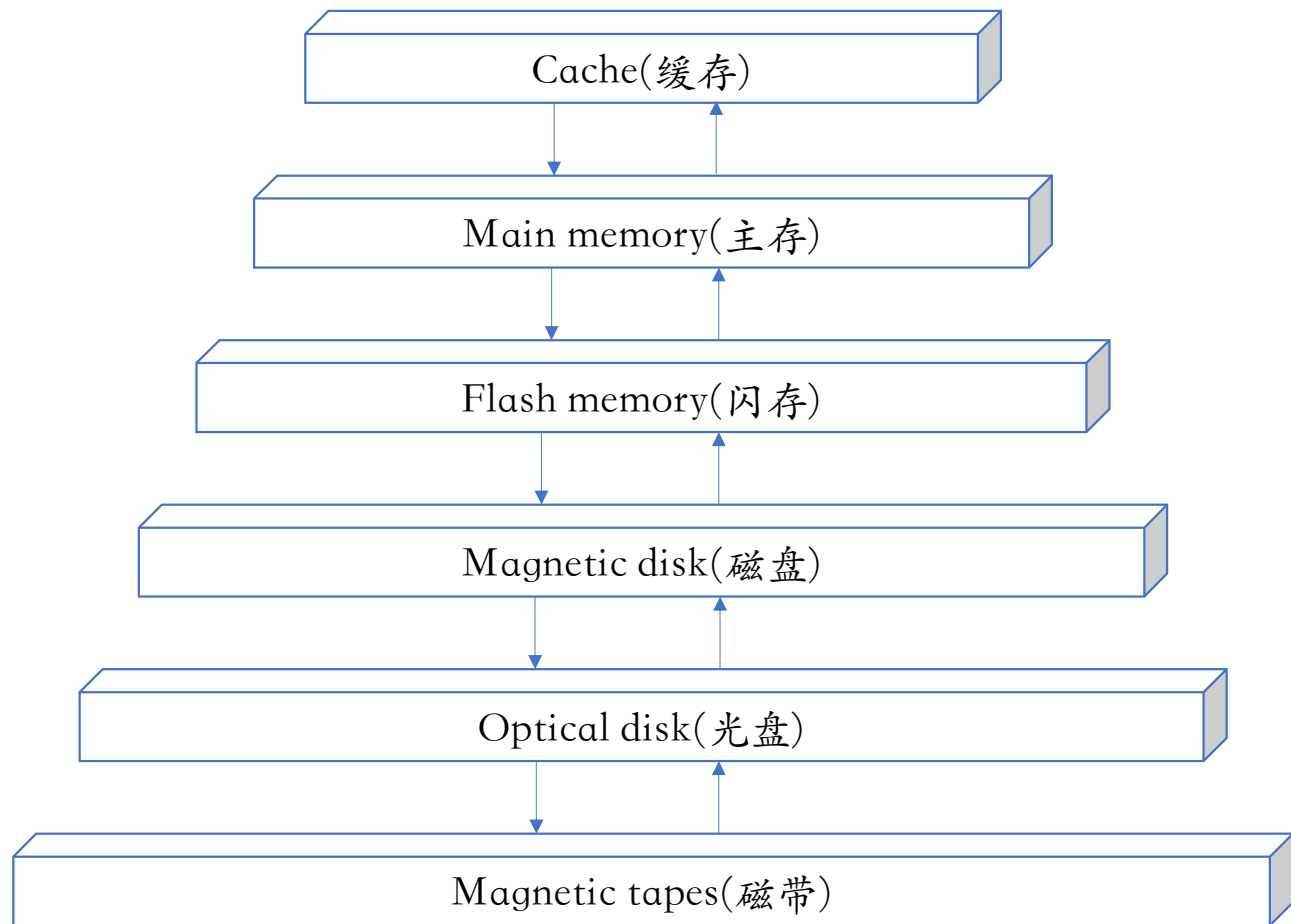 Cache(缓存)
Main memory(主存)
Flash memory(闪存)
Magnetic disk(磁盘)
Optical disk(光盘)
Magnetic tapes(磁带)